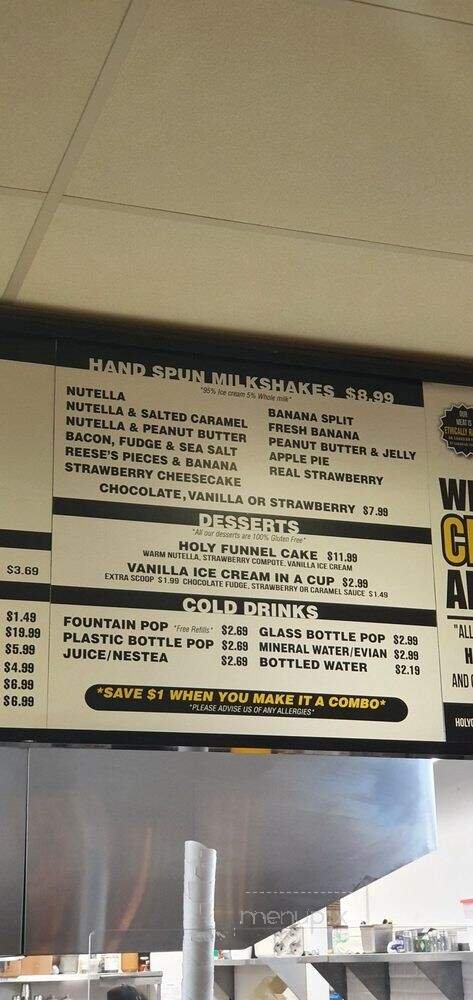 HAND SPUN MILKSHAKES $8.99
"95% Ice cream 5% Whole milk"
NUTELLA
NUTELLA & SALTED CARAMEL
NUTELLA & PEANUT BUTTER
BACON, FUDGE & SEA SALT
REESE'S PIECES & BANANA
STRAWBERRY CHEESECAKE
BANANA SPLIT
FRESH BANANA
PEANUT BUTTER & JELLY
APPLE PIE
REAL STRAWBERRY
CHOCOLATE, VANILLA OR STRAWBERRY $7.99
DESSERTS
"All our desserts are 100% Gluten Free"
HOLY FUNNEL CAKE $11.99
WARM NUTELLA, STRAWBERRY COMPOTE, VANILLA ICE CREAM
VANILLA ICE CREAM IN A CUP $2.99
EXTRA SCOOP $1.99 CHOCOLATE FUDGE, STRAWBERRY OR CARAMEL SAUCE $1.49
COLD DRINKS
FOUNTAIN POP *Free Refills* $2.69
PLASTIC BOTTLE POP $2.69
JUICE/NESTEA $2.69
GLASS BOTTLE POP $2.99
MINERAL WATER/EVIAN $2.99
BOTTLED WATER $2.19
*SAVE $1 WHEN YOU MAKE IT A COMBO*
*PLEASE ADVISE US OF ANY ALLERGIES*
$3.69
$1.49
$19.99
$5.99
$4.99
$6.99
$6.99
OUR
MEAT IS
ETHICALLY
"ALL
AND
menupix